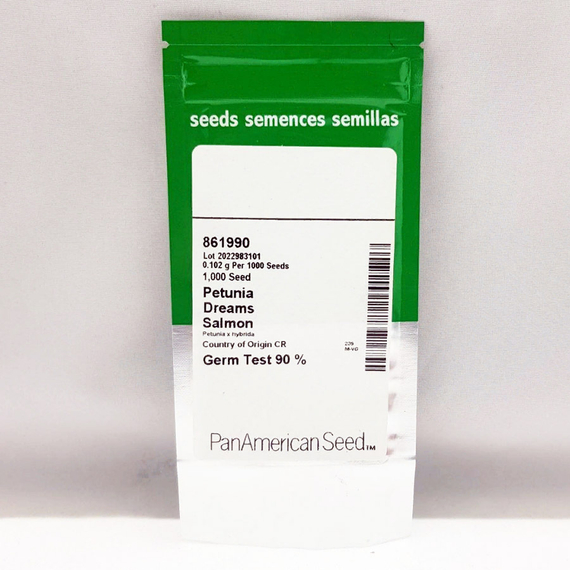 seeds semences semillas
861990
Lot 2022983101
0.102 g Per 1000 Seeds
1,000 Seed
Petunia
Dreams
Salmon
Petunia x hybrida
Country of Origin CR
Germ Test 90 %
PanAmerican Seed™